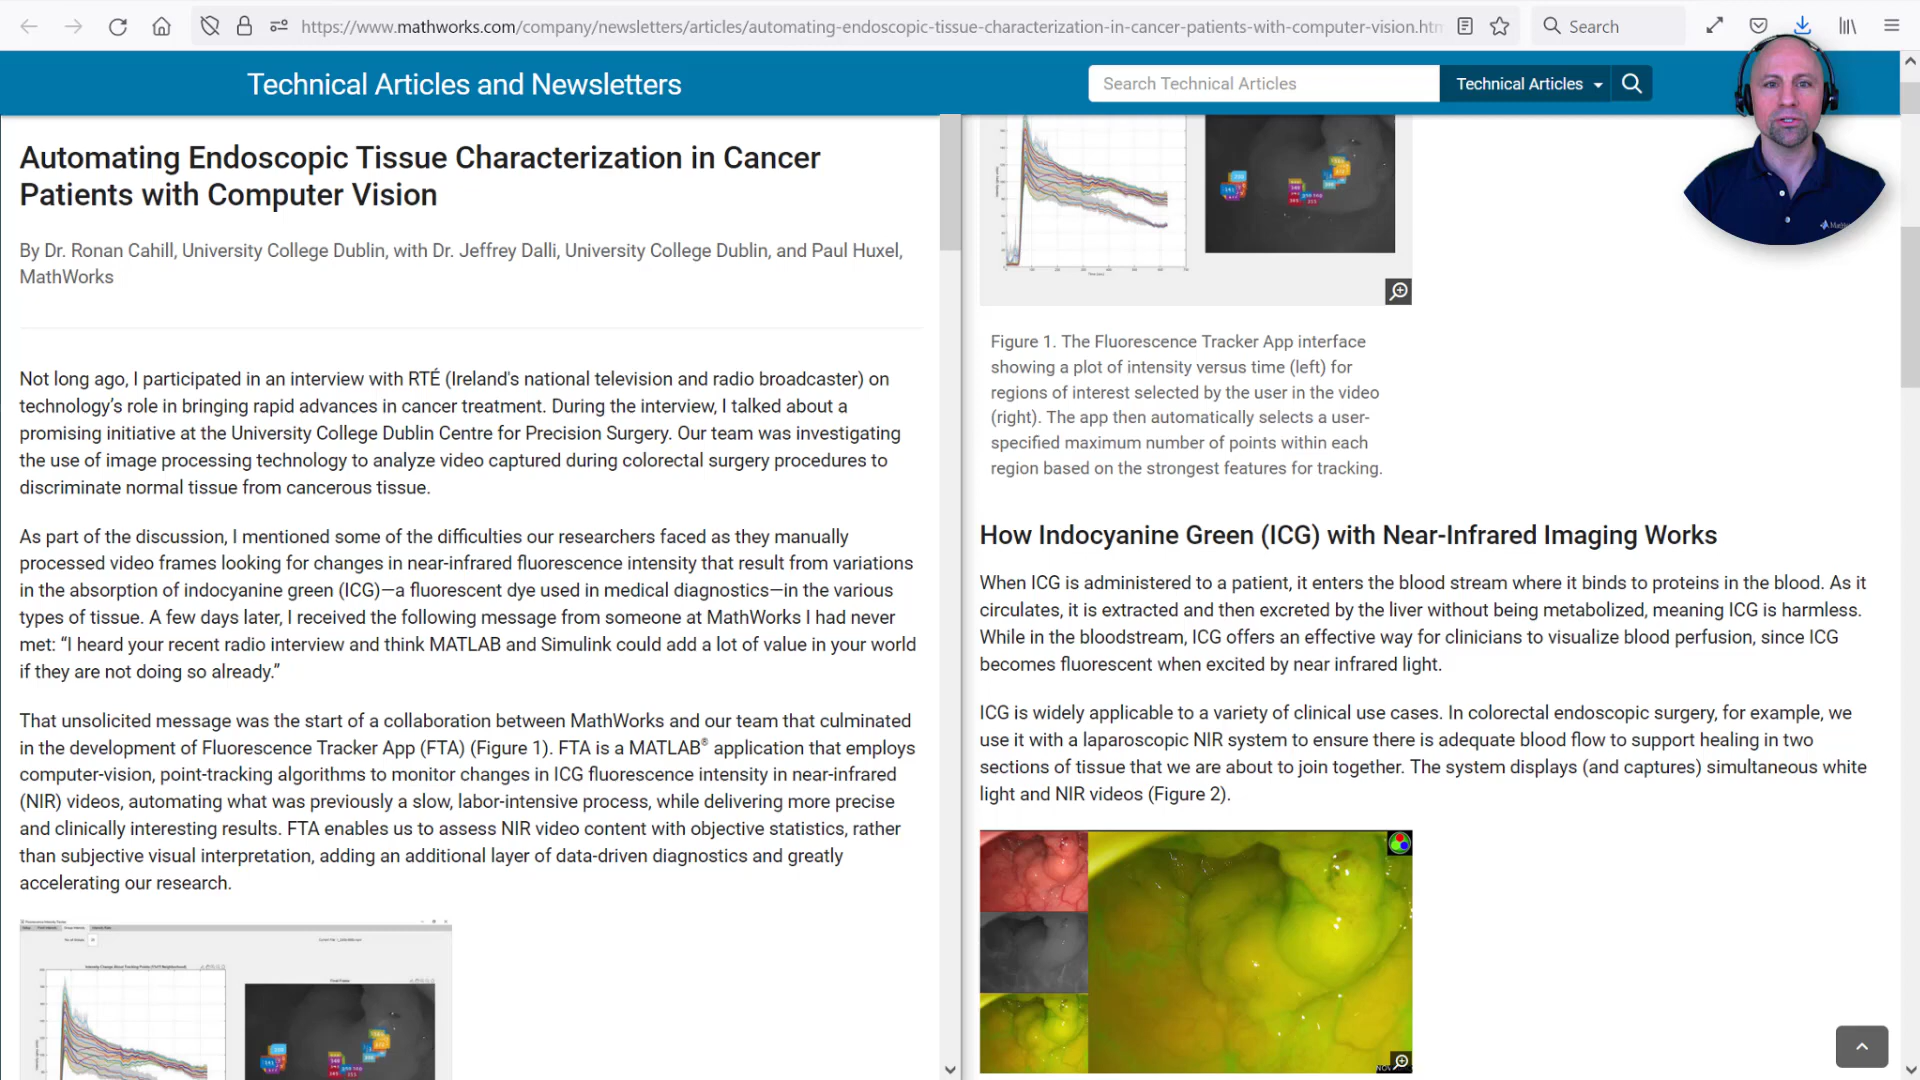 https://www.mathworks.com/company/newsletters/articles/automating-endoscopic-tissue-characterization-in-cancer-patients-with-computer-vision.htm
Search
Technical Articles and Newsletters
Search Technical Articles
Technical Articles
Automating Endoscopic Tissue Characterization in Cancer
Patients with Computer Vision
By Dr. Ronan Cahill, University College Dublin, with Dr. Jeffrey Dalli, University College Dublin, and Paul Huxel,
MathWorks
Not long ago, I participated in an interview with RTÉ (Ireland's national television and radio broadcaster) on
technology’s role in bringing rapid advances in cancer treatment. During the interview, I talked about a
promising initiative at the University College Dublin Centre for Precision Surgery. Our team was investigating
the use of image processing technology to analyze video captured during colorectal surgery procedures to
discriminate normal tissue from cancerous tissue.
As part of the discussion, I mentioned some of the difficulties our researchers faced as they manually
processed video frames looking for changes in near-infrared fluorescence intensity that result from variations
in the absorption of indocyanine green (ICG)—a fluorescent dye used in medical diagnostics—in the various
types of tissue. A few days later, I received the following message from someone at MathWorks I had never
met: “I heard your recent radio interview and think MATLAB and Simulink could add a lot of value in your world
if they are not doing so already.”
That unsolicited message was the start of a collaboration between MathWorks and our team that culminated
in the development of Fluorescence Tracker App (FTA) (Figure 1). FTA is a MATLAB® application that employs
computer-vision, point-tracking algorithms to monitor changes in ICG fluorescence intensity in near-infrared
(NIR) videos, automating what was previously a slow, labor-intensive process, while delivering more precise
and clinically interesting results. FTA enables us to assess NIR video content with objective statistics, rather
than subjective visual interpretation, adding an additional layer of data-driven diagnostics and greatly
accelerating our research.
Figure 1. The Fluorescence Tracker App interface
showing a plot of intensity versus time (left) for
regions of interest selected by the user in the video
(right). The app then automatically selects a user-
specified maximum number of points within each
region based on the strongest features for tracking.
How Indocyanine Green (ICG) with Near-Infrared Imaging Works
When ICG is administered to a patient, it enters the blood stream where it binds to proteins in the blood. As it
circulates, it is extracted and then excreted by the liver without being metabolized, meaning ICG is harmless.
While in the bloodstream, ICG offers an effective way for clinicians to visualize blood perfusion, since ICG
becomes fluorescent when excited by near infrared light.
ICG is widely applicable to a variety of clinical use cases. In colorectal endoscopic surgery, for example, we
use it with a laparoscopic NIR system to ensure there is adequate blood flow to support healing in two
sections of tissue that we are about to join together. The system displays (and captures) simultaneous white
light and NIR videos (Figure 2).